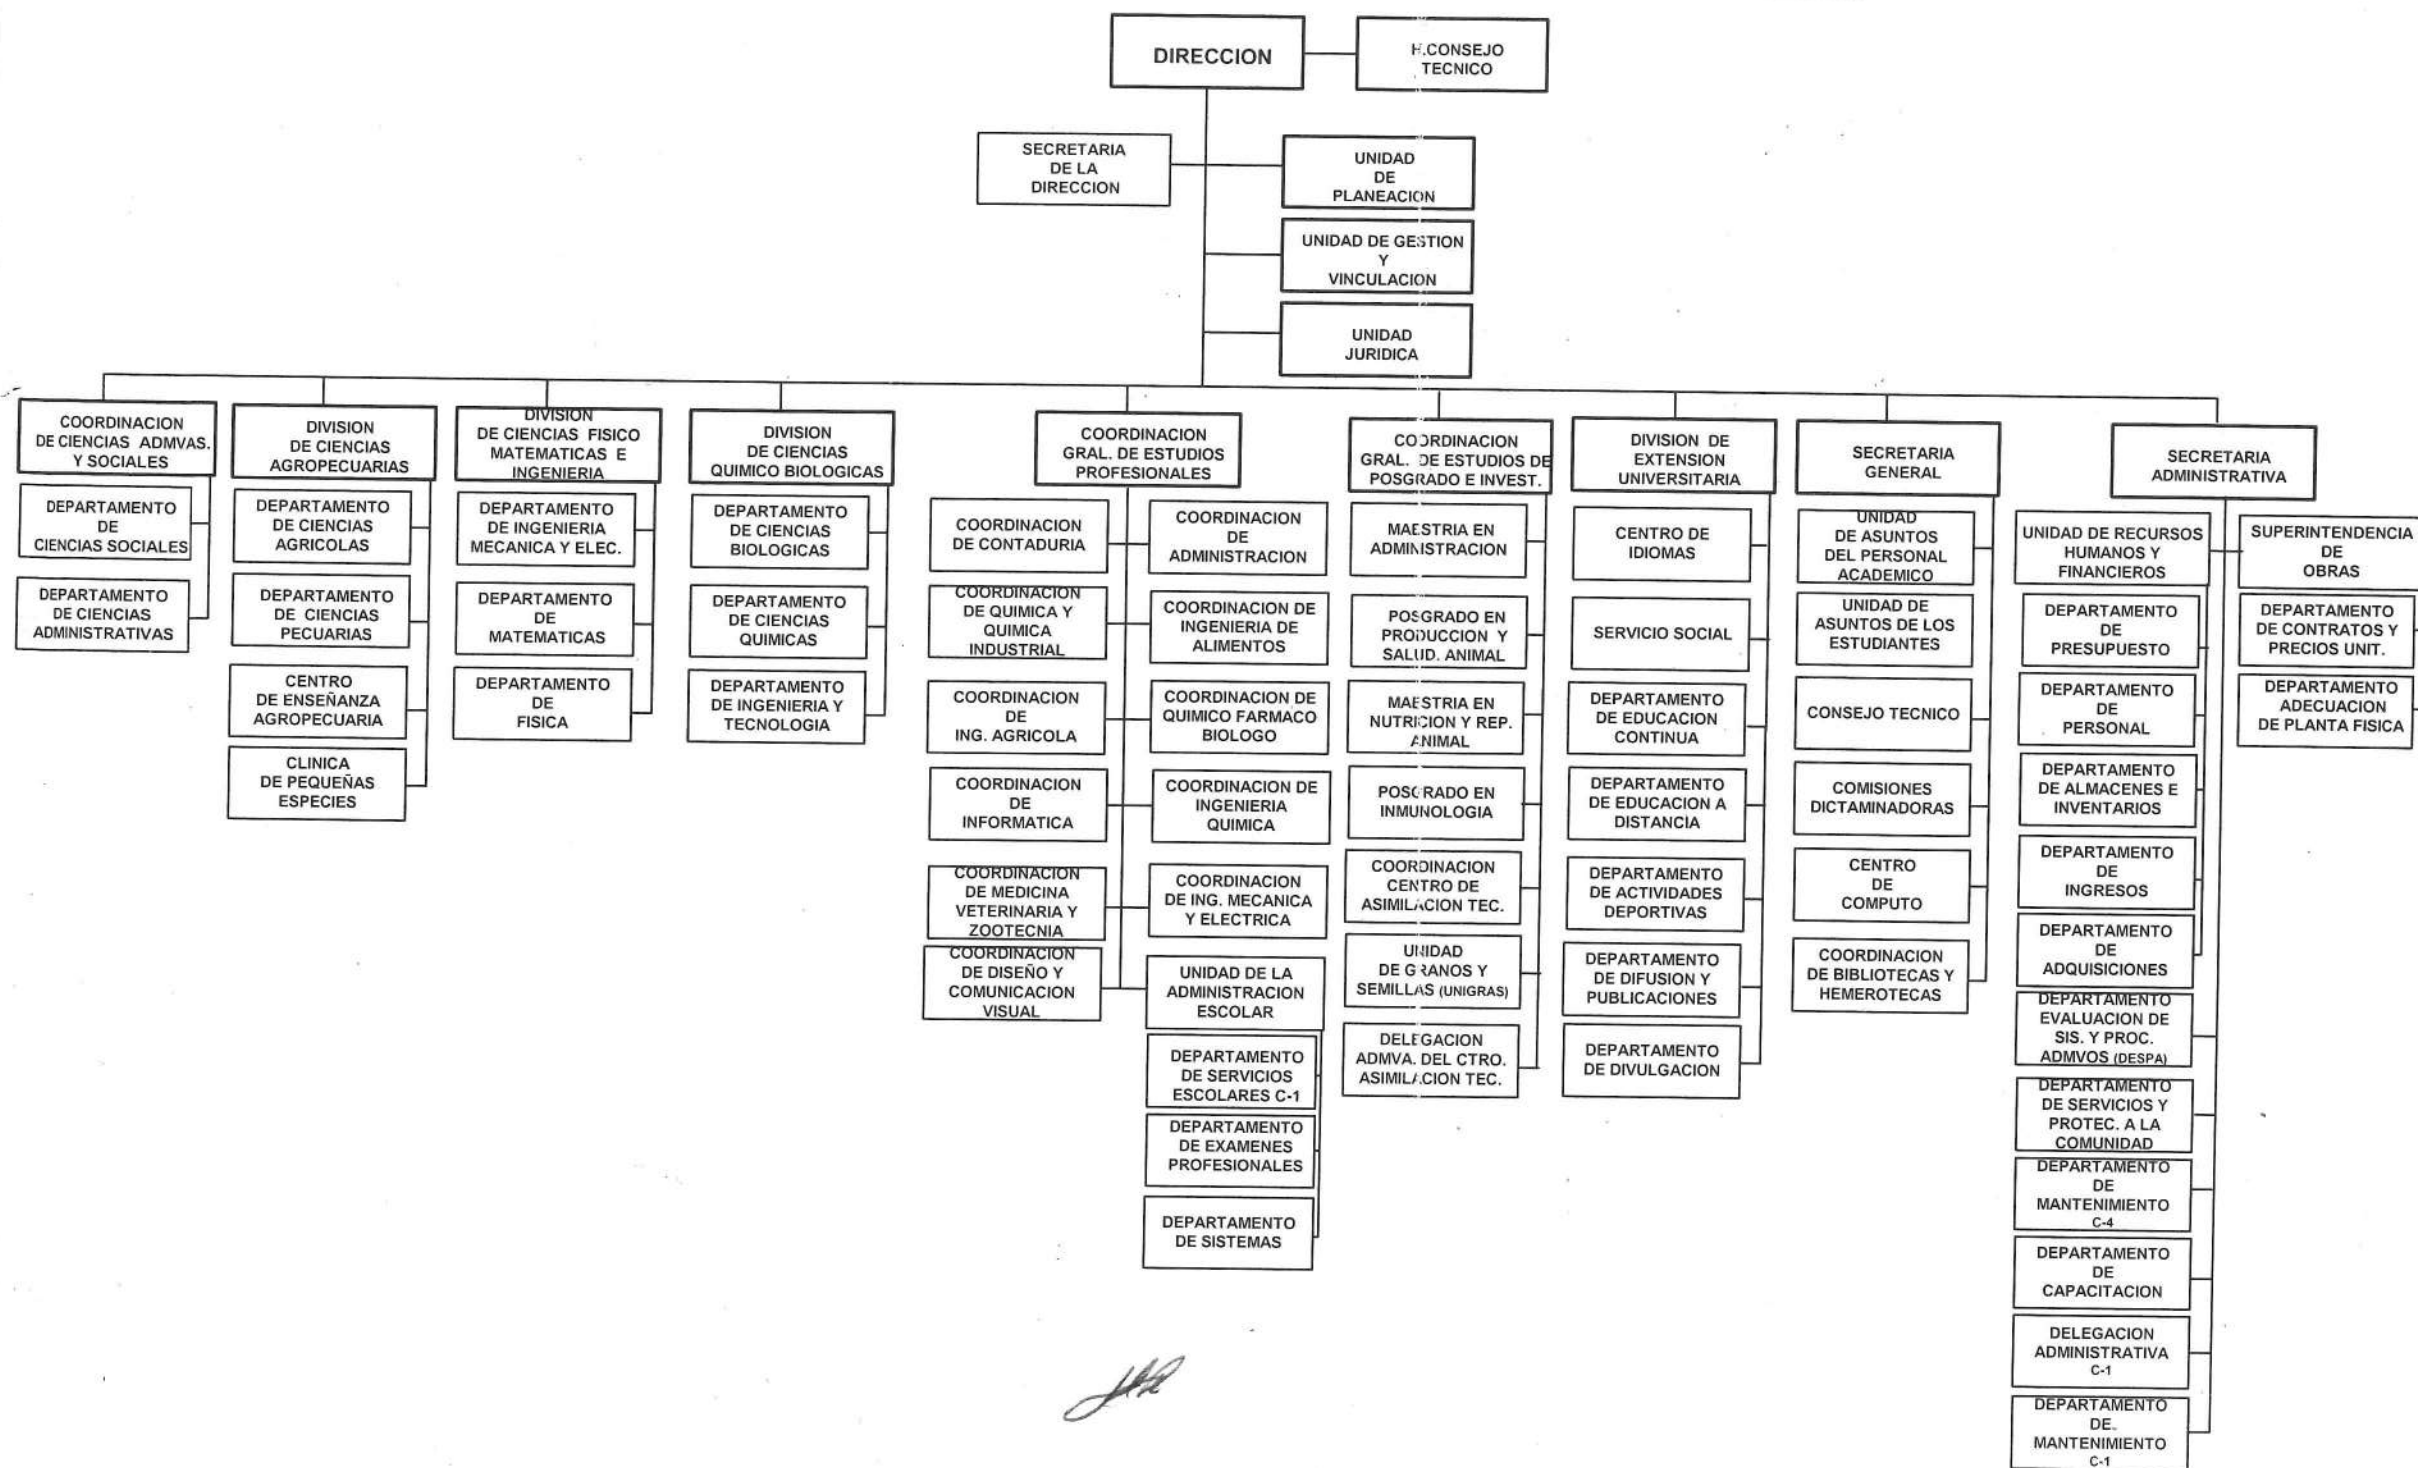 DIRECCION
H.CONSEJO
TECNICO
SECRETARIA
DE LA
DIRECCION
UNIDAD
DE
PLANEACION
UNIDAD DE GESTION
Y
VINCULACION
UNIDAD
JURIDICA
COORDINACION
DE CIENCIAS ADMVAS.
Y SOCIALES
DEPARTAMENTO
DE
CIENCIAS SOCIALES
DEPARTAMENTO
DE CIENCIAS
ADMINISTRATIVAS
DIVISION
DE CIENCIAS
AGROPECUARIAS
DEPARTAMENTO
DE CIENCIAS
AGRICOLAS
DEPARTAMENTO
DE CIENCIAS
PECUARIAS
CENTRO
DE ENSEÑANZA
AGROPECUARIA
CLINICA
DE PEQUEÑAS
ESPECIES
DIVISION
DE CIENCIAS FISICO
MATEMATICAS E
INGENIERIA
DEPARTAMENTO
DE INGENIERIA
MECANICA Y ELEC.
DEPARTAMENTO
DE
MATEMATICAS
DEPARTAMENTO
DE
FISICA
DIVISION
DE CIENCIAS
QUIMICO BIOLOGICAS
DEPARTAMENTO
DE CIENCIAS
BIOLOGICAS
DEPARTAMENTO
DE CIENCIAS
QUIMICAS
DEPARTAMENTO
DE INGENIERIA Y
TECNOLOGIA
COORDINACION
GRAL. DE ESTUDIOS
PROFESIONALES
COORDINACION
DE CONTADURIA
COORDINACION
DE
ADMINISTRACION
COORDINACION
DE QUIMICA Y
QUIMICA
INDUSTRIAL
COORDINACION DE
INGENIERIA DE
ALIMENTOS
COORDINACION
DE
ING. AGRICOLA
COORDINACION DE
QUIMICO FARMACO
BIOLOGO
COORDINACION
DE
INFORMATICA
COORDINACION DE
INGENIERIA
QUIMICA
COORDINACION
DE MEDICINA
VETERINARIA Y
ZOOTECNIA
COORDINACION
DE ING. MECANICA
Y ELECTRICA
COORDINACION
DE DISEÑO Y
COMUNICACION
VISUAL
UNIDAD DE LA
ADMINISTRACION
ESCOLAR
DEPARTAMENTO
DE SERVICIOS
ESCOLARES C-1
DEPARTAMENTO
DE EXAMENES
PROFESIONALES
DEPARTAMENTO
DE SISTEMAS
COORDINACION
GRAL. DE ESTUDIOS DE
POSGRADO E INVEST.
MAESTRIA EN
ADMINISTRACION
POSGRADO EN
PRODUCCION Y
SALUD. ANIMAL
MAESTRIA EN
NUTRICION Y REP.
ANIMAL
POSGRADO EN
INMUNOLOGIA
COORDINACION
CENTRO DE
ASIMILACION TEC.
UNIDAD
DE GRANOS Y
SEMILLAS (UNIGRAS)
DELEGACION
ADMVA. DEL CTRO.
ASIMILACION TEC.
DIVISION DE
EXTENSION
UNIVERSITARIA
CENTRO DE
IDIOMAS
SERVICIO SOCIAL
DEPARTAMENTO
DE EDUCACION
CONTINUA
DEPARTAMENTO
DE EDUCACION A
DISTANCIA
DEPARTAMENTO
DE ACTIVIDADES
DEPORTIVAS
DEPARTAMENTO
DE DIFUSION Y
PUBLICACIONES
DEPARTAMENTO
DE DIVULGACION
SECRETARIA
GENERAL
UNIDAD
DE ASUNTOS
DEL PERSONAL
ACADEMICO
UNIDAD DE
ASUNTOS DE LOS
ESTUDIANTES
CONSEJO TECNICO
COMISIONES
DICTAMINADORAS
CENTRO
DE
COMPUTO
COORDINACION
DE BIBLIOTECAS Y
HEMEROTECAS
SECRETARIA
ADMINISTRATIVA
UNIDAD DE RECURSOS
HUMANOS Y
FINANCIEROS
DEPARTAMENTO
DE
PRESUPUESTO
DEPARTAMENTO
DE
PERSONAL
DEPARTAMENTO
DE ALMACENES E
INVENTARIOS
DEPARTAMENTO
DE
INGRESOS
DEPARTAMENTO
DE
ADQUISICIONES
DEPARTAMENTO
EVALUACION DE
SIS. Y PROC.
ADMVOS (DESPA)
DEPARTAMENTO
DE SERVICIOS Y
PROTEC. A LA
COMUNIDAD
DEPARTAMENTO
DE
MANTENIMIENTO
C-4
DEPARTAMENTO
DE
CAPACITACION
DELEGACION
ADMINISTRATIVA
C-1
DEPARTAMENTO
DE
MANTENIMIENTO
C-1
SUPERINTENDENCIA
DE
OBRAS
DEPARTAMENTO
DE CONTRATOS Y
PRECIOS UNIT.
DEPARTAMENTO
ADECUACION
DE PLANTA FISICA